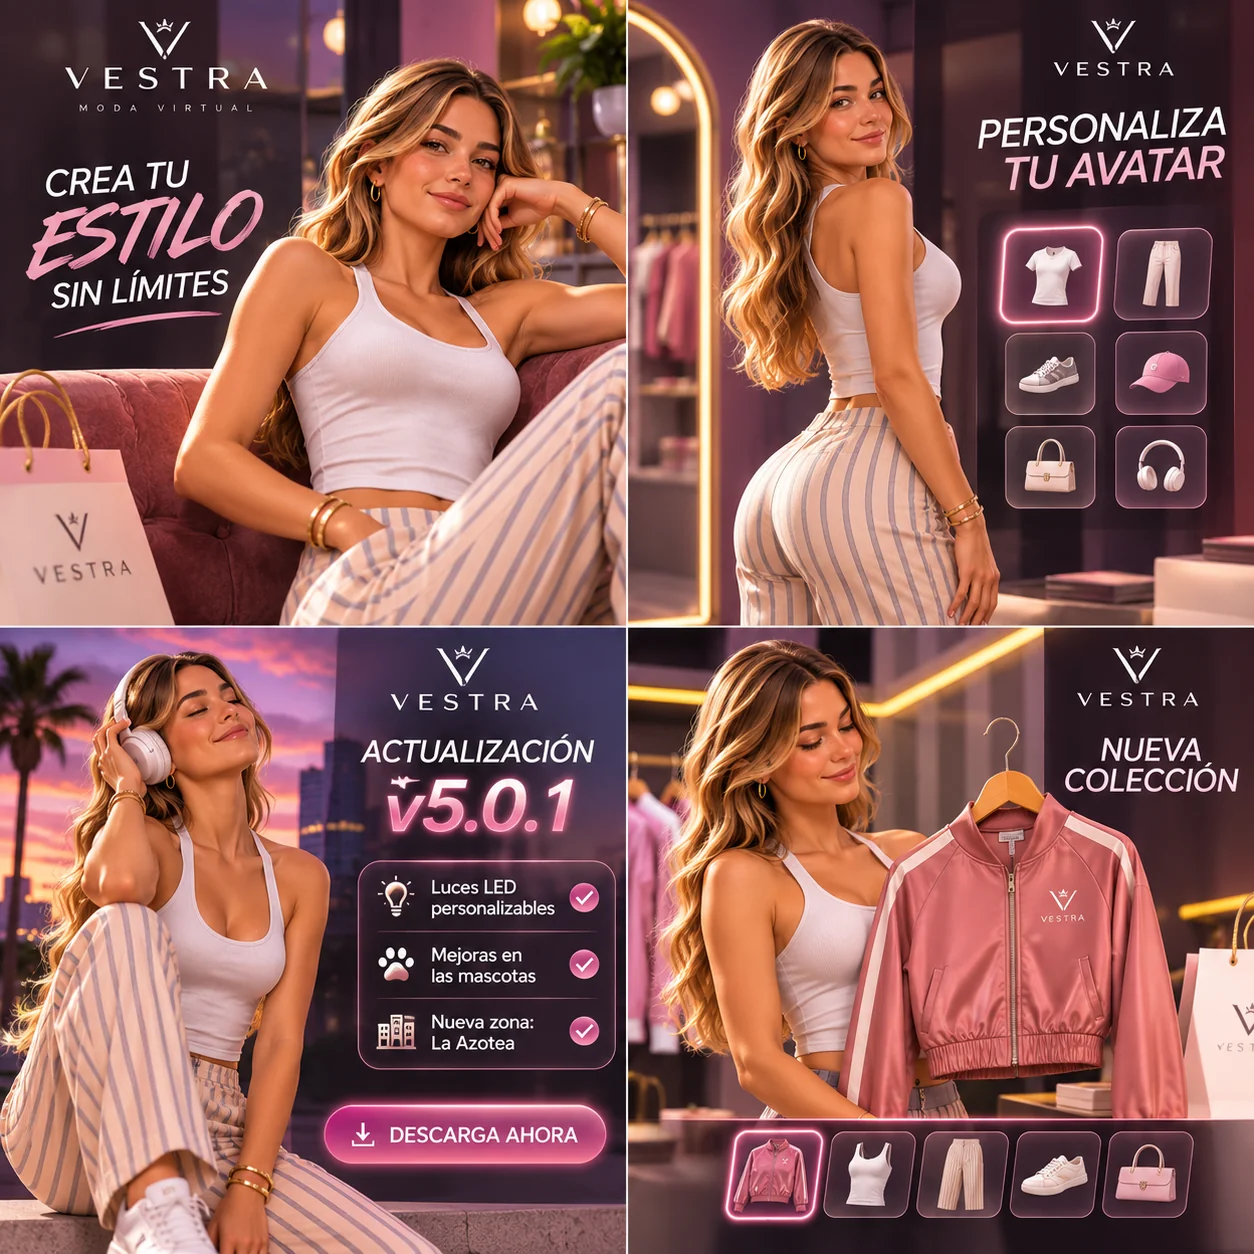 VESTRA
MODA VIRTUAL
CREA TU
ESTILO
SIN LÍMITES
VESTRA
VESTRA
PERSONALIZA
TU AVATAR
VESTRA
ACTUALIZACIÓN
v5.0.1
Luces LED
personalizables
Mejoras en
las mascotas
Nueva zona:
La Azotea
DESCARGA AHORA
VESTRA
NUEVA
COLECCIÓN
VESTRA
VEST